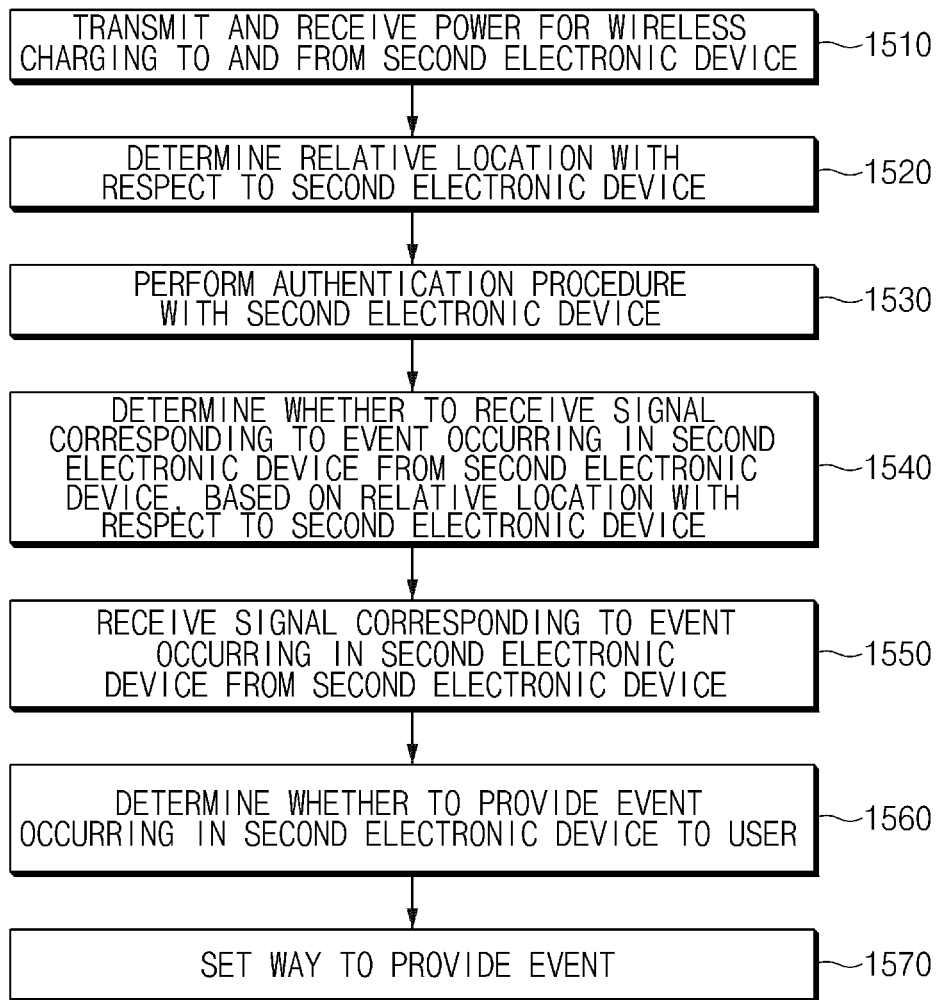 TRANSMIT AND RECEIVE POWER FOR WIRELESS
CHARGING TO AND FROM SECOND ELECTRONIC DEVICE
1510
DETERMINE RELATIVE LOCATION WITH
RESPECT TO SECOND ELECTRONIC DEVICE
1520
PERFORM AUTHENTICATION PROCEDURE
WITH SECOND ELECTRONIC DEVICE
1530
DETERMINE WHETHER TO RECEIVE SIGNAL
CORRESPONDING TO EVENT OCCURRING IN SECOND
ELECTRONIC DEVICE FROM SECOND ELECTRONIC
DEVICE, BASED ON RELATIVE LOCATION WITH
RESPECT TO SECOND ELECTRONIC DEVICE
1540
RECEIVE SIGNAL CORRESPONDING TO EVENT
OCCURRING IN SECOND ELECTRONIC
DEVICE FROM SECOND ELECTRONIC DEVICE
1550
DETERMINE WHETHER TO PROVIDE EVENT
OCCURRING IN SECOND ELECTRONIC DEVICE TO USER
1560
SET WAY TO PROVIDE EVENT
1570